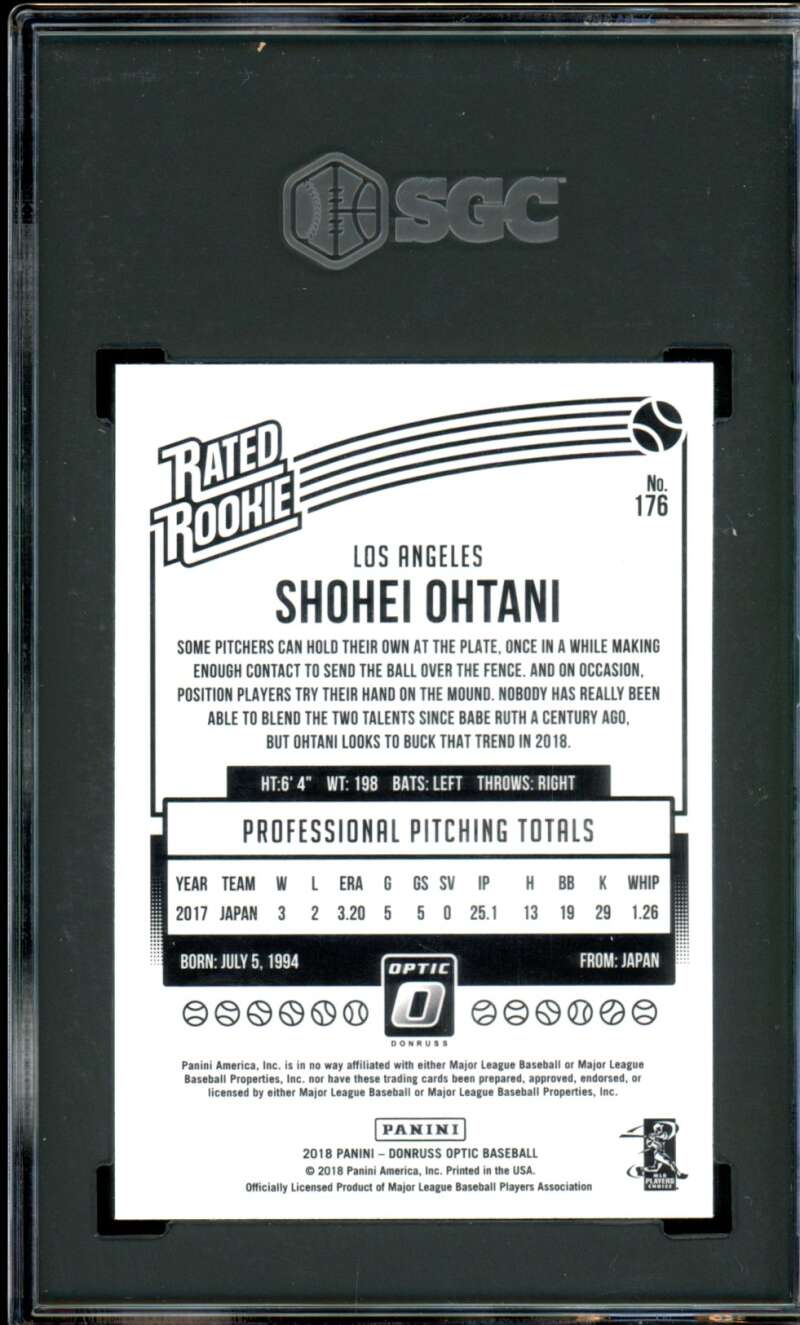 SGC
RATED
ROOKIE
No.
176
LOS ANGELES
SHOHEI OHTANI
SOME PITCHERS CAN HOLD THEIR OWN AT THE PLATE, ONCE IN A WHILE MAKING
ENOUGH CONTACT TO SEND THE BALL OVER THE FENCE. AND ON OCCASION,
POSITION PLAYERS TRY THEIR HAND ON THE MOUND. NOBODY HAS REALLY BEEN
ABLE TO BLEND THE TWO TALENTS SINCE BABE RUTH A CENTURY AGO,
BUT OHTANI LOOKS TO BUCK THAT TREND IN 2018.
HT:6' 4" WT: 198 BATS: LEFT THROWS: RIGHT
PROFESSIONAL PITCHING TOTALS
YEAR TEAM W L ERA G GS SV IP H BB K WHIP
2017 JAPAN 3 2 3.20 5 5 0 25.1 13 19 29 1.26
BORN: JULY 5, 1994 FROM: JAPAN
OPTIC
O
DONRUSS
Panini America, Inc. is in no way affiliated with either Major League Baseball or Major League
Baseball Properties, Inc. nor have these trading cards been prepared, approved, endorsed, or
licensed by either Major League Baseball or Major League Baseball Properties, Inc.
PANINI
2018 PANINI – DONRUSS OPTIC BASEBALL
© 2018 Panini America, Inc. Printed in the USA.
Officially Licensed Product of Major League Baseball Players Association
MLB
PLAYERS
CHOICE